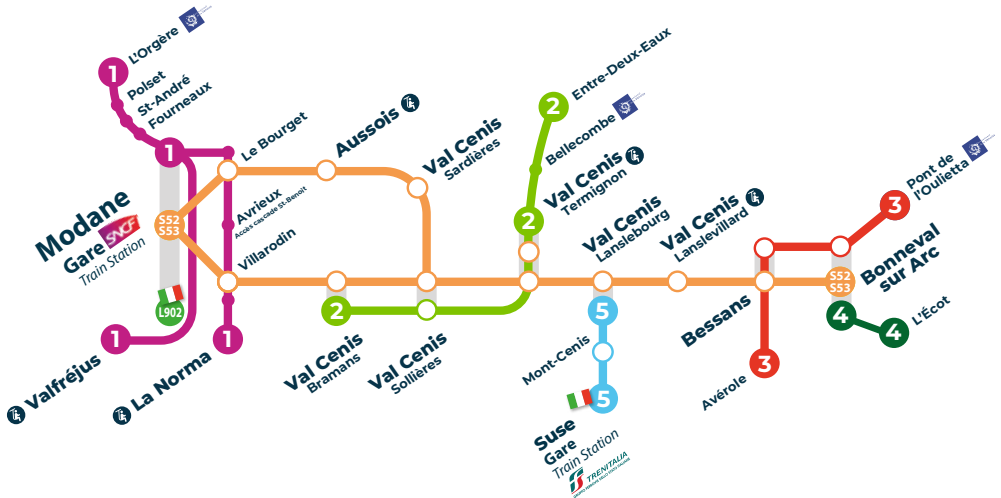 L'Orgère
1
Polset
St-André
Fourneaux
1
Le Bourget
Aussois
Val Cenis
Sardières
2
Entre-Deux-Eaux
Bellecombe
Val Cenis
Termignon
2
Val Cenis
Lanslebourg
Val Cenis
Lanslevillard
Pont de
l'Oulietta
3
Modane
Gare SNCF
Train Station
S52
S53
Avrieux
Accès cascade St-Benoit
Villarodin
L902
S52
S53
Bonneval
sur Arc
1
Valfréjus
1
La Norma
2
Val Cenis
Bramans
Val Cenis
Sollières
5
Mont-Cenis
5
Suse
Gare
Train Station
TRENITALIA
Bessans
3
Avérole
4
4
L'Écot